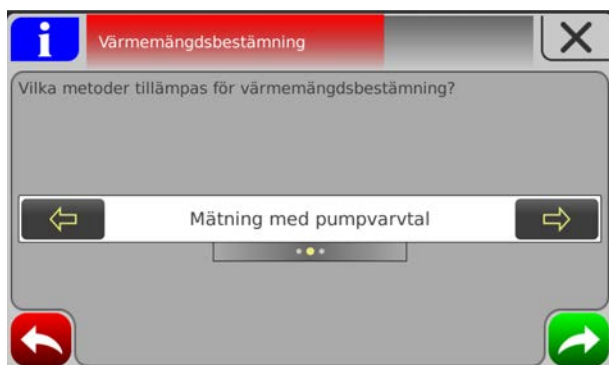 i
Värmemängdsbestämning
Vilka metoder tillämpas för värmemängdsbestämning?
Mätning med pumpvarvtal